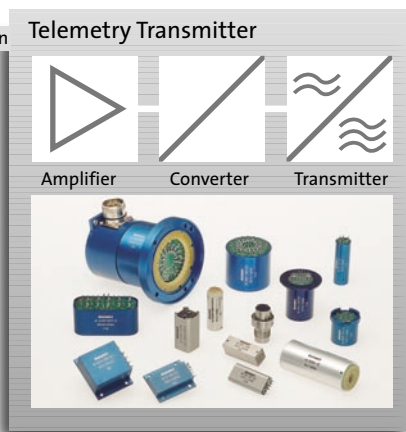 n
Telemetry Transmitter
Amplifier
Converter
Transmitter